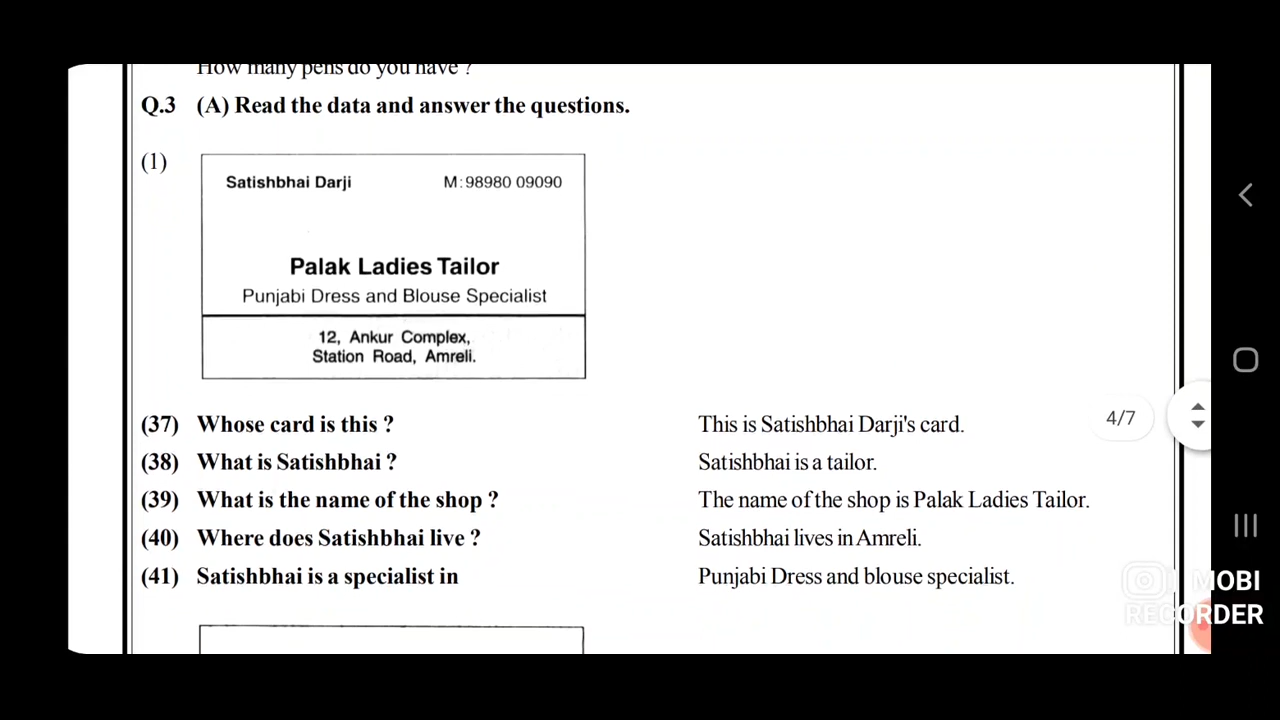 How many pens do you have ?
Q.3 (A) Read the data and answer the questions.
(1)
Satishbhai Darji M:98980 09090
Palak Ladies Tailor
Punjabi Dress and Blouse Specialist
12, Ankur Complex,
Station Road, Amreli.
(37) Whose card is this ? This is Satishbhai Darji's card.
(38) What is Satishbhai ? Satishbhai is a tailor.
(39) What is the name of the shop ? The name of the shop is Palak Ladies Tailor.
(40) Where does Satishbhai live ? Satishbhai lives in Amreli.
(41) Satishbhai is a specialist in Punjabi Dress and blouse specialist.
4/7
MOBI
RECORDER